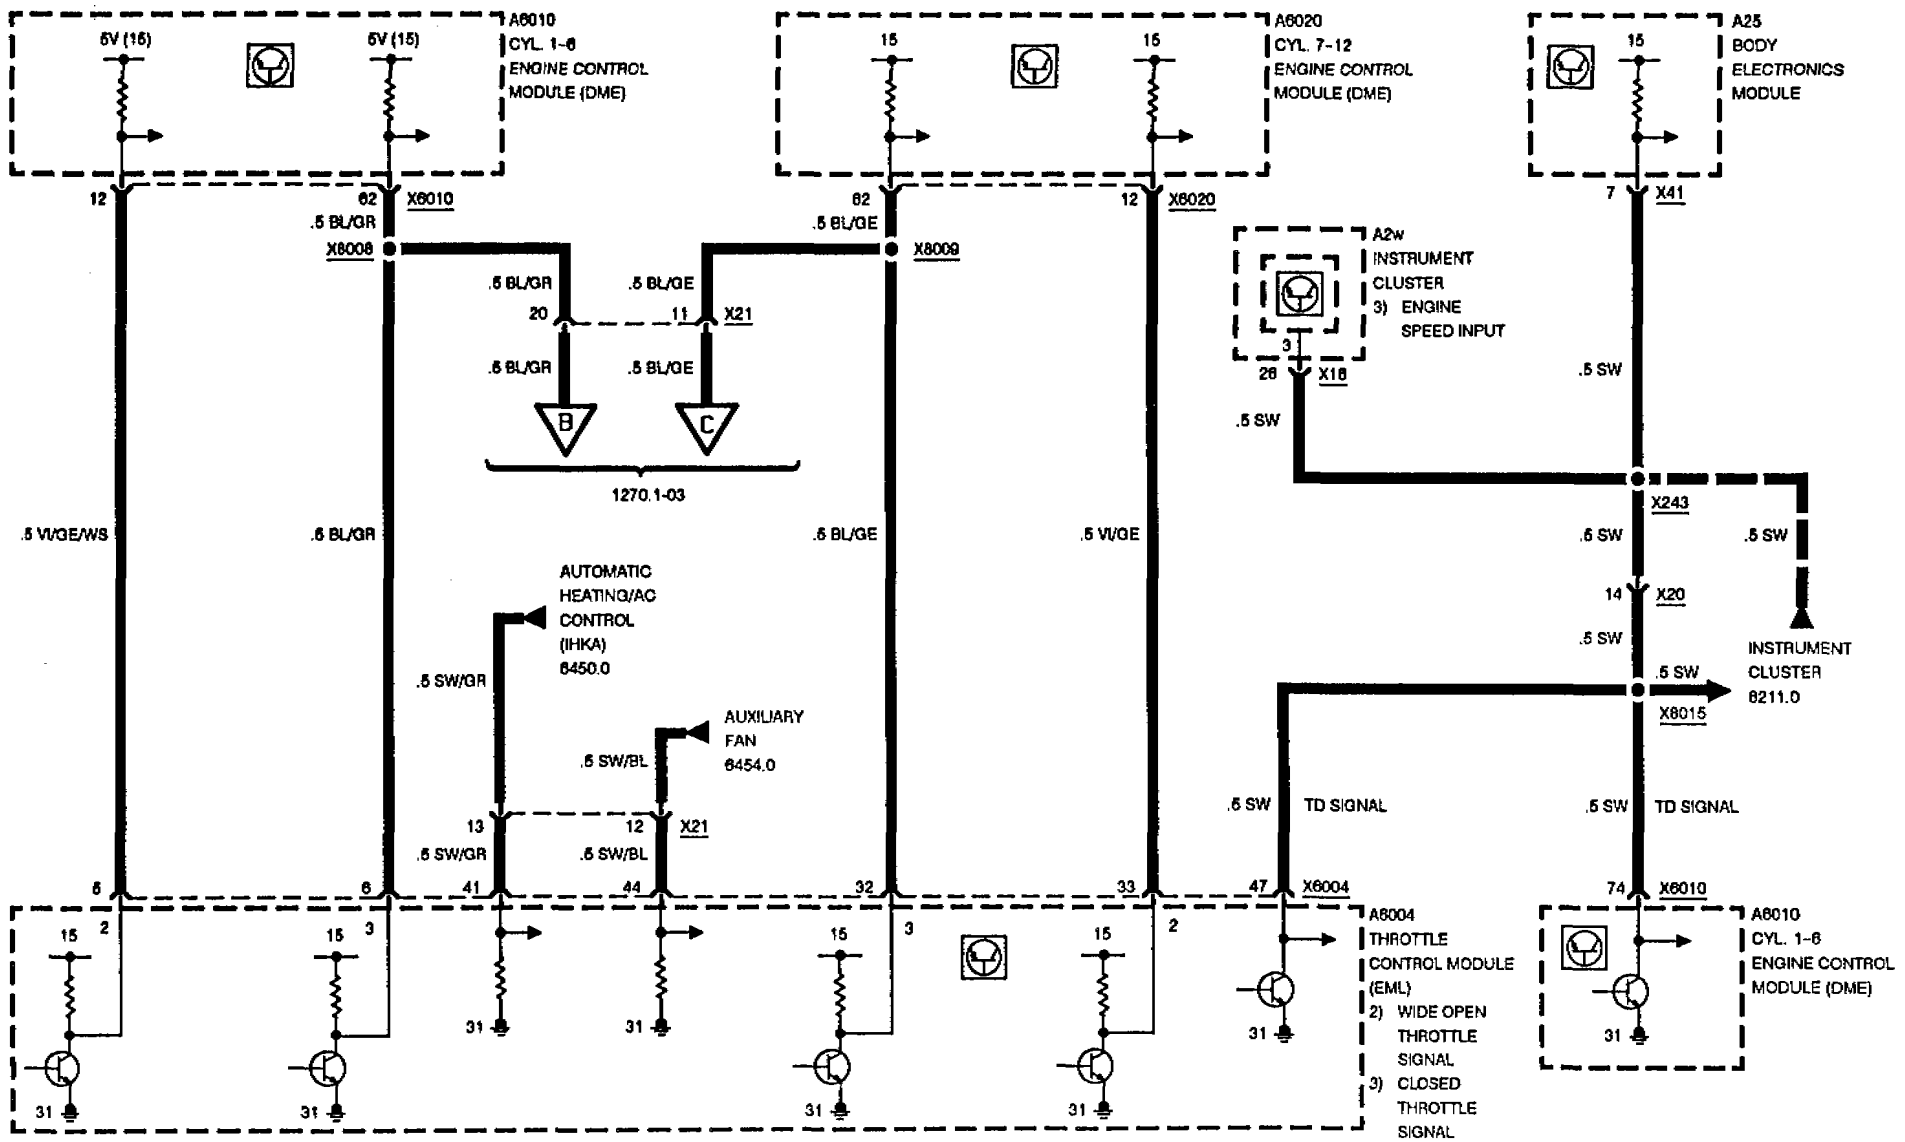 5V (15)
5V (15)
A6010
CYL. 1-6
ENGINE CONTROL
MODULE (DME)
15
15
A6020
CYL. 7-12
ENGINE CONTROL
MODULE (DME)
15
A25
BODY
ELECTRONICS
MODULE
12
62
X6010
62
12
X6020
7
X41
.5 BL/GR
.5 BL/GE
X8008
X8009
A2w
INSTRUMENT
CLUSTER
3) ENGINE
SPEED INPUT
3
26
X16
.5 BL/GR
.5 BL/GE
20
11
X21
.5 BL/GR
.5 BL/GE
.5 SW
.5 SW
B
C
1270.1-03
X243
.5 VI/GE/WS
.5 BL/GR
.5 BL/GE
.5 VI/GE
.5 SW
.5 SW
AUTOMATIC
HEATING/AC
CONTROL
(IHKA)
6450.0
14
X20
.5 SW
INSTRUMENT
CLUSTER
6211.0
.5 SW/GR
.5 SW
X8015
AUXILIARY
FAN
6454.0
.5 SW/BL
.5 SW
TD SIGNAL
.5 SW
TD SIGNAL
13
12
X21
.5 SW/GR
.5 SW/BL
5
6
41
44
32
33
47
X6004
74
X6010
2
3
3
2
15
15
15
15
31
31
31
31
A6004
THROTTLE
CONTROL MODULE
(EML)
2) WIDE OPEN
THROTTLE
SIGNAL
3) CLOSED
THROTTLE
SIGNAL
A6010
CYL. 1-6
ENGINE CONTROL
MODULE (DME)
31
31
31
31